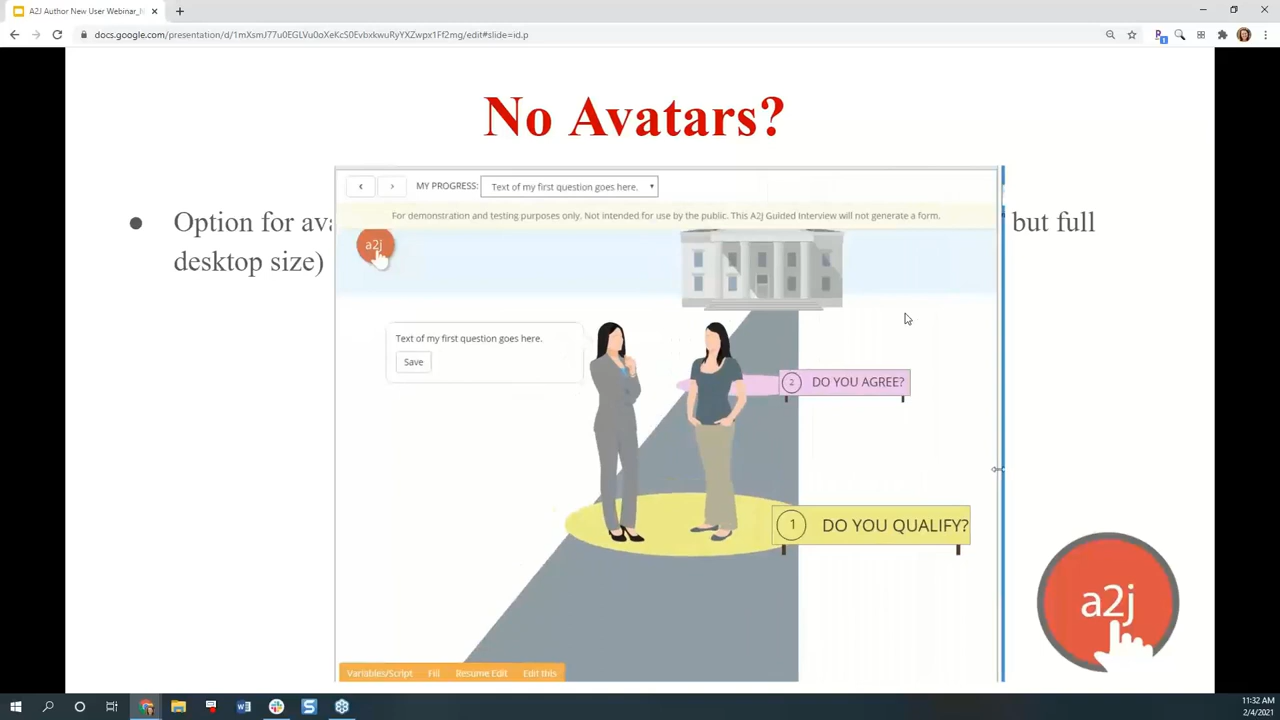 A2J Author New User Webinar_N
docs.google.com/presentation/d/1mXsmJ77u0EGLVu0oXeKcS0EvbxkwuRyYXZwpx1Ff2mg/edit#slide=id.p
No Avatars?
MY PROGRESS: Text of my first question goes here.
For demonstration and testing purposes only. Not intended for use by the public. This A2J Guided Interview will not generate a form.
● Option for ava
but full
desktop size)
a2j
Text of my first question goes here.
Save
2 DO YOU AGREE?
1 DO YOU QUALIFY?
a2j
Variables/Script Fill Resume Edit Edit this
11:32 AM
2/4/2021